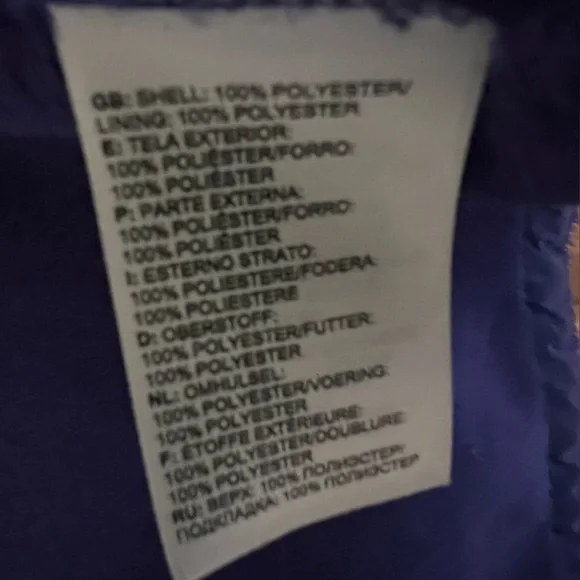 GB: SHELL: 100% POLYESTER/
LINING: 100% POLYESTER
E: TELA EXTERIOR:
100% POLIÉSTER/FORRO:
100% POLIÉSTER
P: PARTE EXTERNA:
100% POLIÉSTER/FORRO:
100% POLIÉSTER
I: ESTERNO STRATO:
100% POLIESTERE/FODERA:
100% POLIESTERE
D: OBERSTOFF:
100% POLYESTER/FUTTER:
100% POLYESTER
NL: OMHULSEL:
100% POLYESTER/VOERING:
100% POLYESTER
F: ÉTOFFE EXTÉRIEURE:
100% POLYESTER/DOUBLURE:
100% POLYESTER
RU: ВЕРХ: 100% ПОЛИЭСТЕР/
ПОДКЛАДКА: 100% ПОЛИЭСТЕР